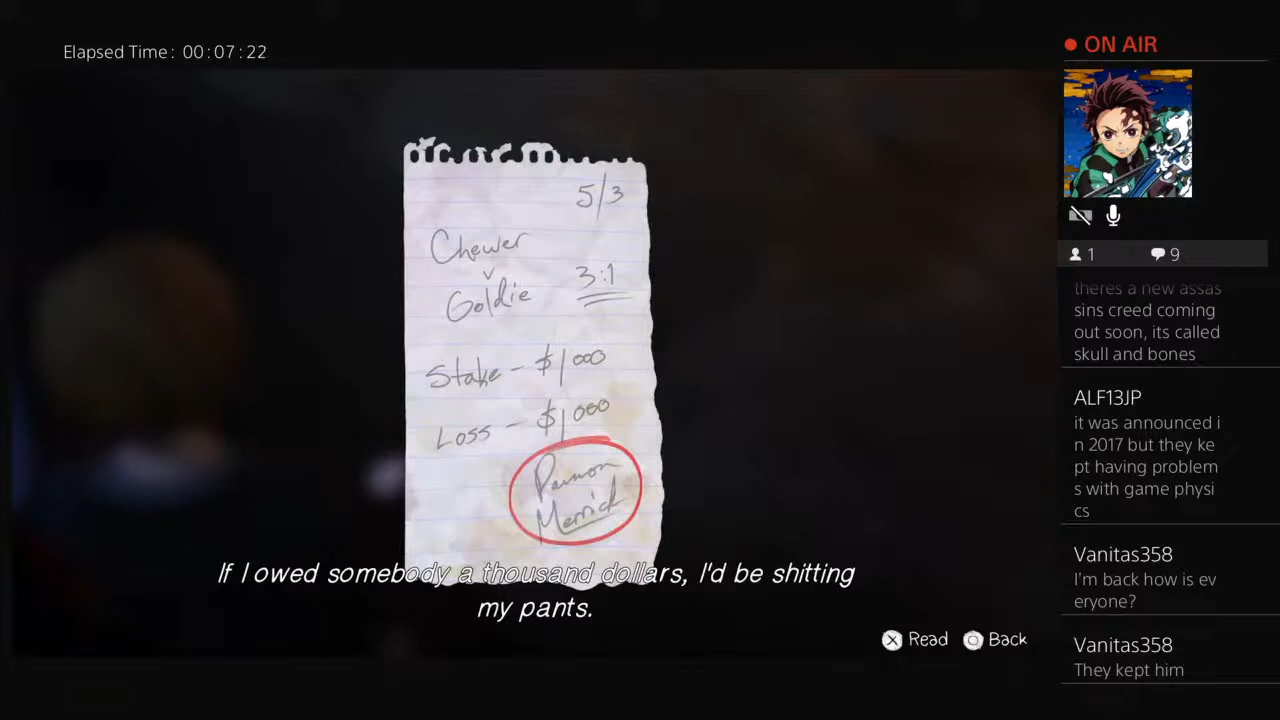 Elapsed Time: 00:07:22
ON AIR
5/3
Chewer
v
Goldie 3:1
Stake - $1000
Loss - $1000
Merrick
If I owed somebody a thousand dollars, I'd be shitting
my pants.
Read Back
1 9
theres a new assas
sins creed coming
out soon, its called
skull and bones
ALF13JP
it was announced i
n 2017 but they ke
pt having problem
s with game physi
cs
Vanitas358
I'm back how is ev
eryone?
Vanitas358
They kept him